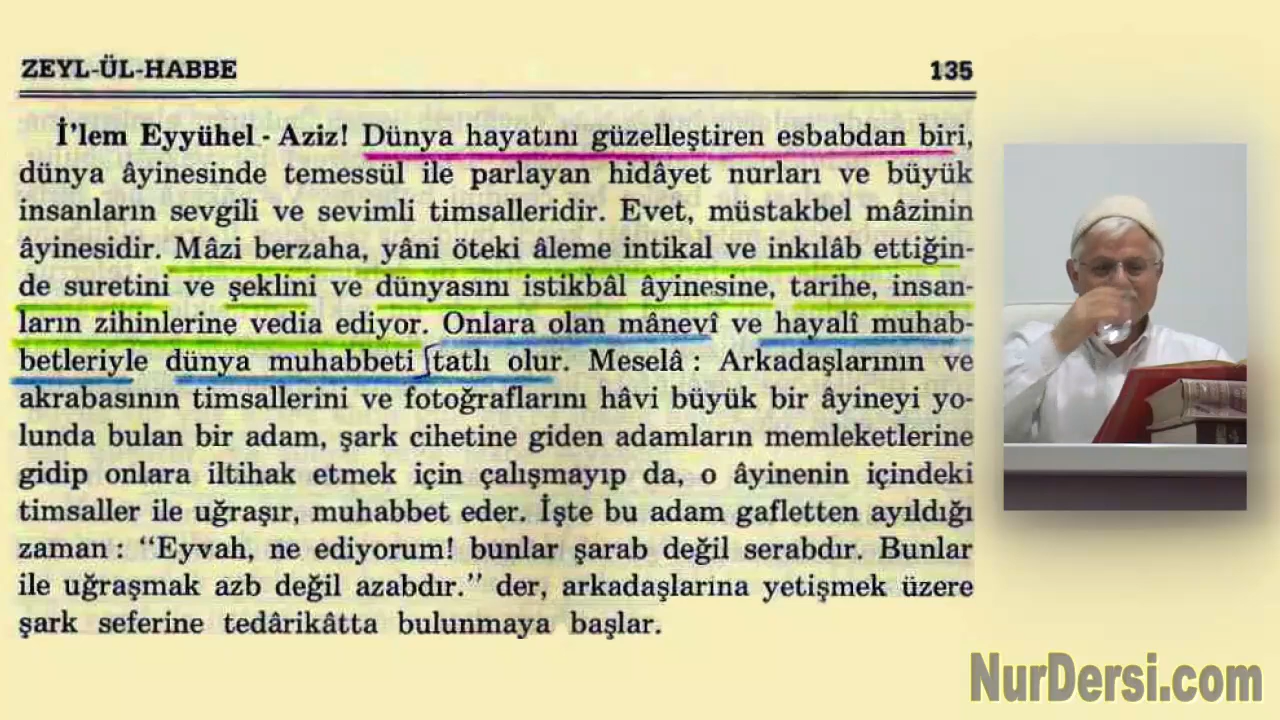 ZEYL-ÜL-HABBE 135
İ’lem Eyyühel - Aziz! Dünya hayatını güzelleştiren esbabdan biri,
dünya âyinesinde temessül ile parlayan hidâyet nurları ve büyük
insanların sevgili ve sevimli timsalleridir. Evet, müstakbel mâzinin
âyinesidir. Mâzi berzaha, yâni öteki âleme intikal ve inkılâb ettiğin-
de suretini ve şeklini ve dünyasını istikbâl âyinesine, tarihe, insan-
ların zihinlerine vedia ediyor. Onlara olan mânevî ve hayalî muhab-
betleriyle dünya muhabbeti tatlı olur. Meselâ : Arkadaşlarının ve
akrabasının timsallerini ve fotoğraflarını hâvi büyük bir âyineyi yo-
lunda bulan bir adam, şark cihetine giden adamların memleketlerine
gidip onlara iltihak etmek için çalışmayıp da, o âyinenin içindeki
timsaller ile uğraşır, muhabbet eder. İşte bu adam gafletten ayıldığı
zaman : “Eyvah, ne ediyorum! bunlar şarab değil serabdır. Bunlar
ile uğraşmak azb değil azabdır.” der, arkadaşlarına yetişmek üzere
şark seferine tedârikâtta bulunmaya başlar.
NurDersi.com